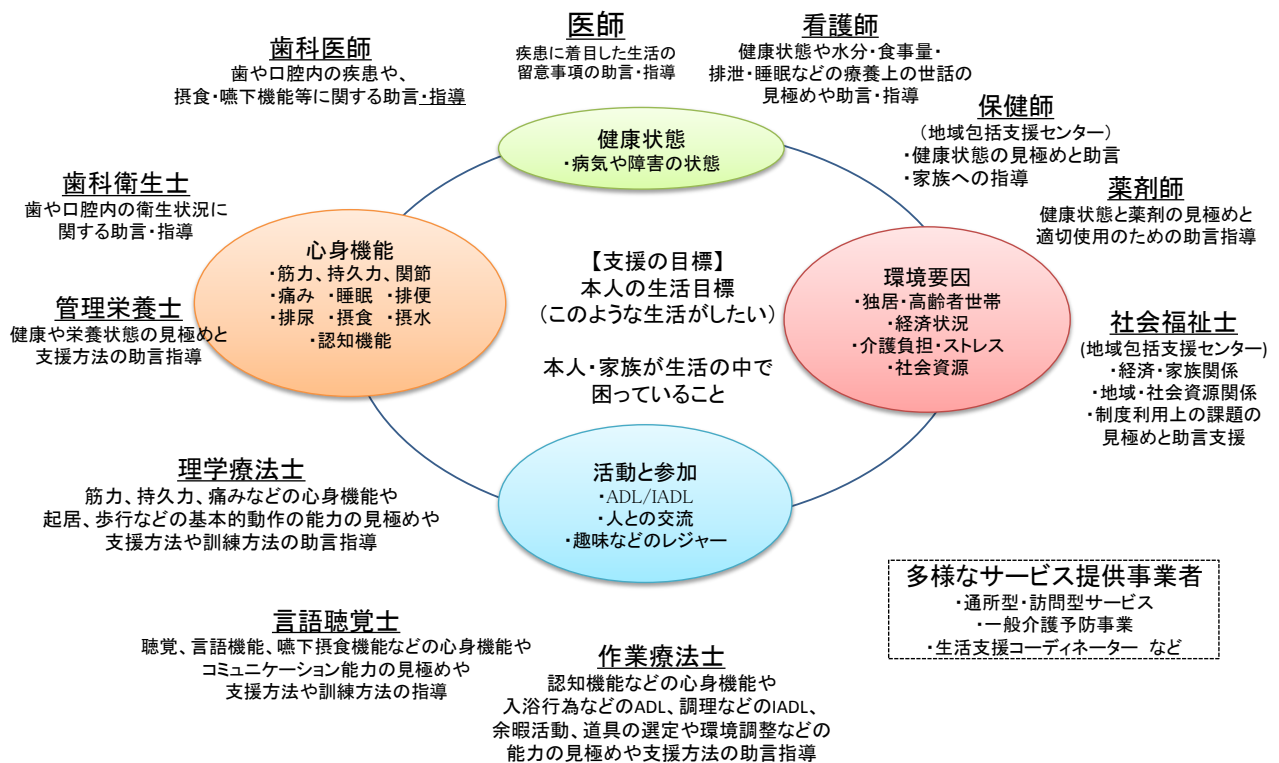 医師
疾患に着目した生活の
留意事項の助言・指導
看護師
健康状態や水分・食事量・
排泄・睡眠などの療養上の世話の
見極めや助言・指導
歯科医師
歯や口腔内の疾患や、
摂食・嚥下機能等に関する助言・指導
保健師
（地域包括支援センター）
・健康状態の見極めと助言
・家族への指導
健康状態
・病気や障害の状態
歯科衛生士
歯や口腔内の衛生状況に
関する助言・指導
薬剤師
健康状態と薬剤の見極めと
適切使用のための助言指導
心身機能
・筋力、持久力、関節
・痛み ・睡眠 ・排便
・排尿 ・摂食 ・摂水
・認知機能
【支援の目標】
本人の生活目標
（このような生活がしたい）
本人・家族が生活の中で
困っていること
環境要因
・独居・高齢者世帯
・経済状況
・介護負担・ストレス
・社会資源
管理栄養士
健康や栄養状態の見極めと
支援方法の助言指導
社会福祉士
(地域包括支援センター)
・経済・家族関係
・地域・社会資源関係
・制度利用上の課題の
見極めと助言支援
活動と参加
・ADL/IADL
・人との交流
・趣味などのレジャー
理学療法士
筋力、持久力、痛みなどの心身機能や
起居、歩行などの基本的動作の能力の見極めや
支援方法や訓練方法の助言指導
多様なサービス提供事業者
・通所型・訪問型サービス
・一般介護予防事業
・生活支援コーディネーター など
言語聴覚士
聴覚、言語機能、嚥下摂食機能などの心身機能や
コミュニケーション能力の見極めや
支援方法や訓練方法の指導
作業療法士
認知機能などの心身機能や
入浴行為などのADL、調理などのIADL、
余暇活動、道具の選定や環境調整などの
能力の見極めや支援方法の助言指導